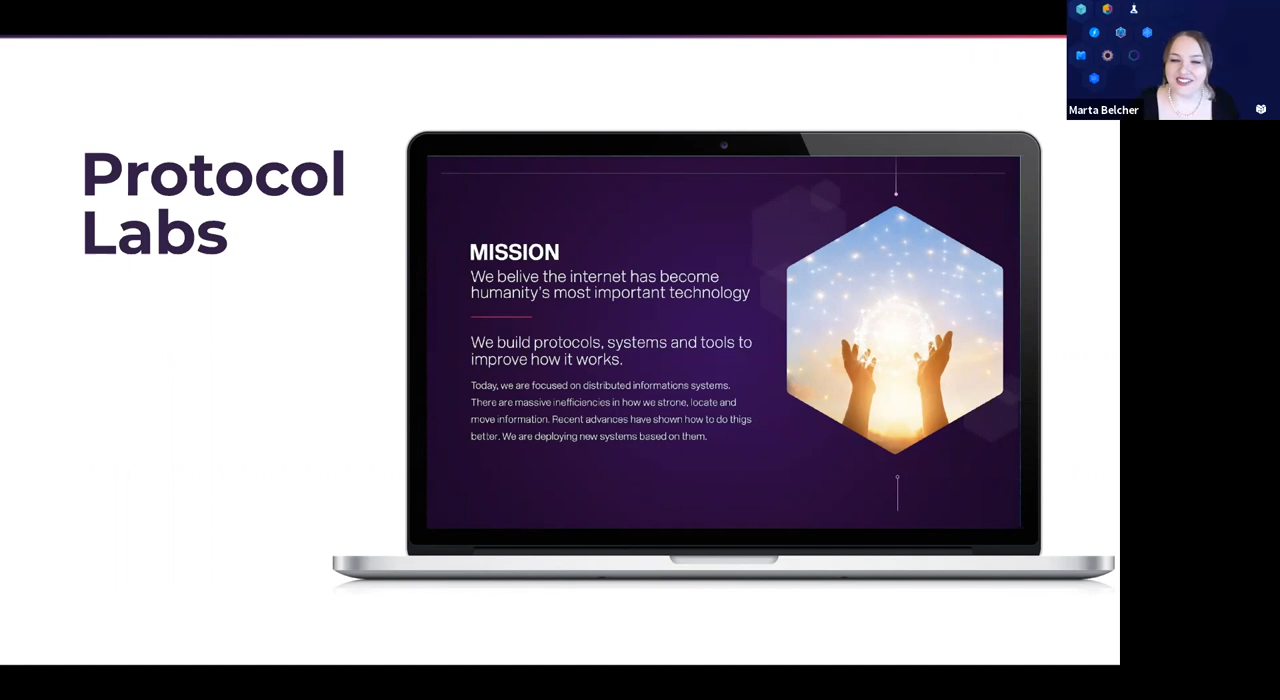 Protocol
Labs
MISSION
We belive the internet has become
humanity's most important technology
We build protocols, systems and tools to
improve how it works.
Today, we are focused on distributed informations systems.
There are massive inefficiencies in how we strone, locate and
move information. Recent advances have shown how to do thigs
better. We are deploying new systems based on them.
Marta Belcher